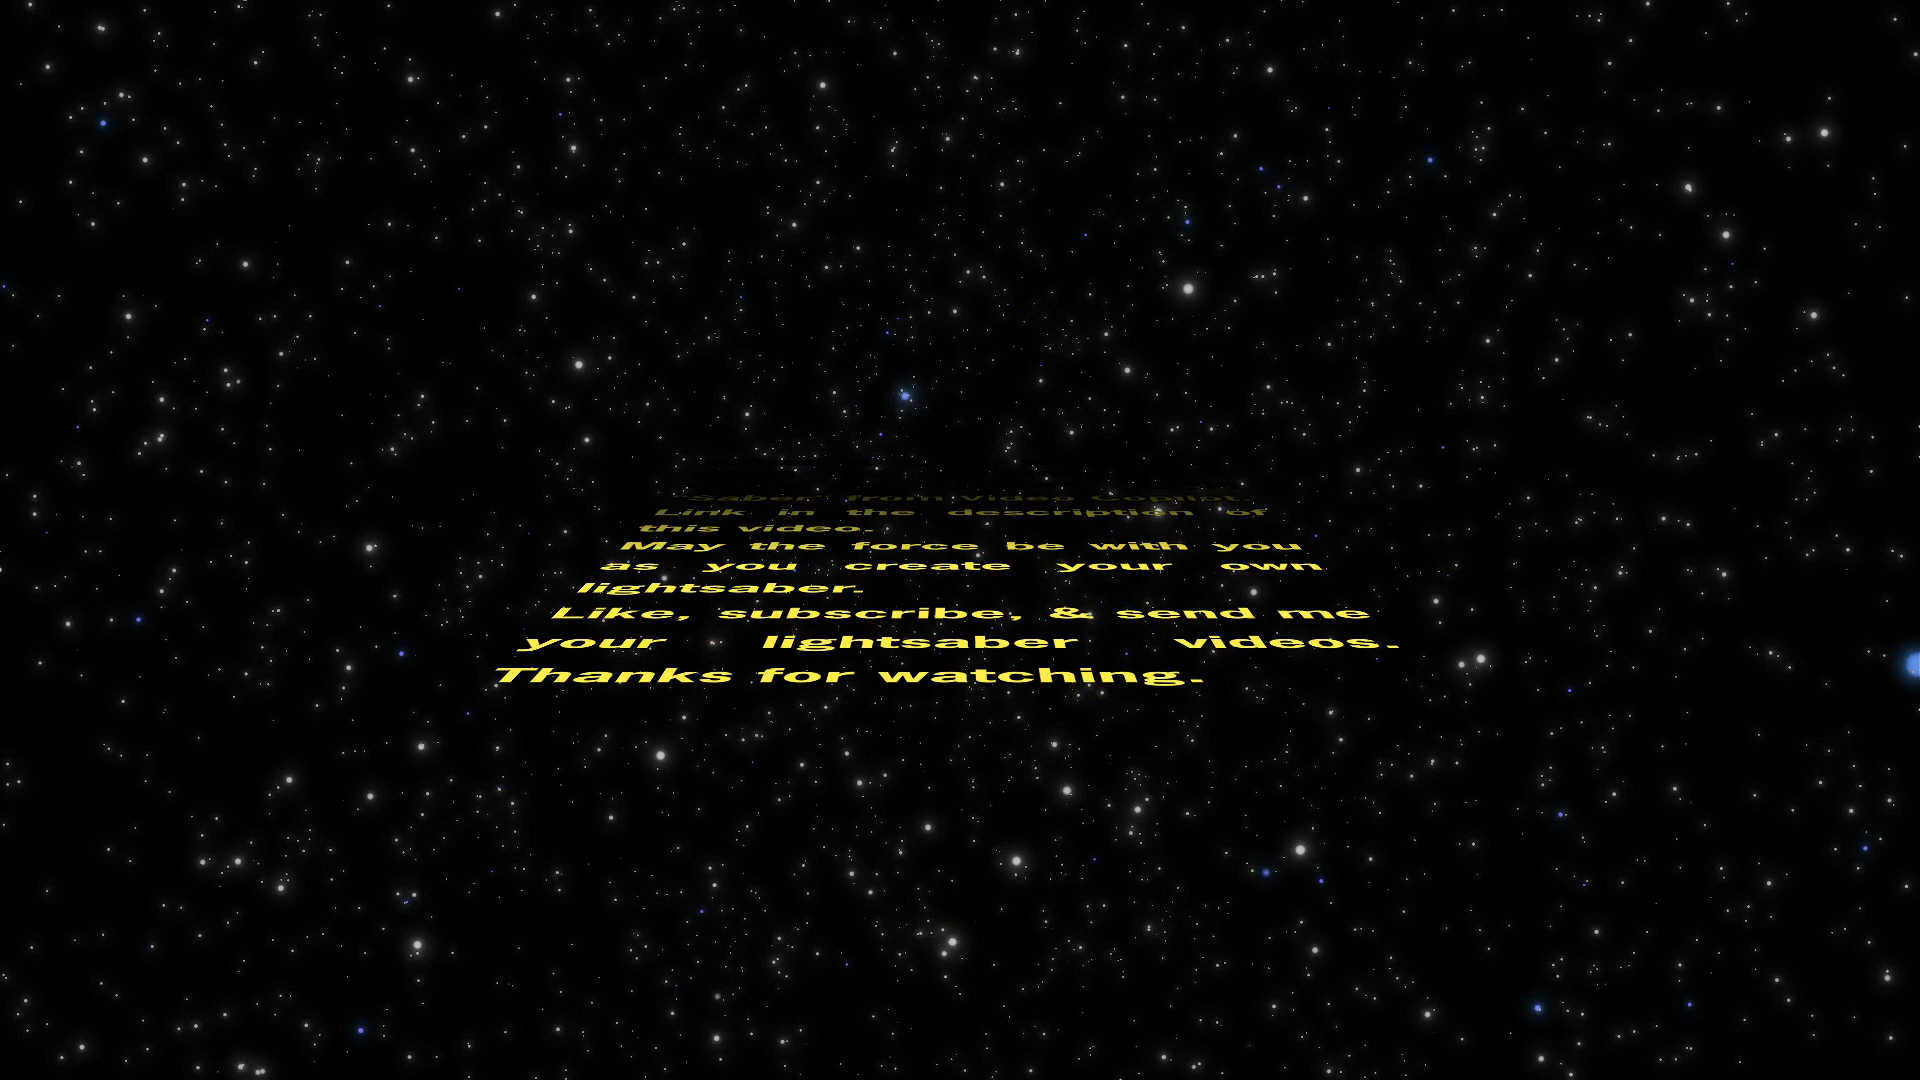 "Saber" from Video Copilot.
Link in the description of
this video.
May the force be with you
as you create your own
lightsaber.
Like, subscribe, & send me
your lightsaber videos.
Thanks for watching.